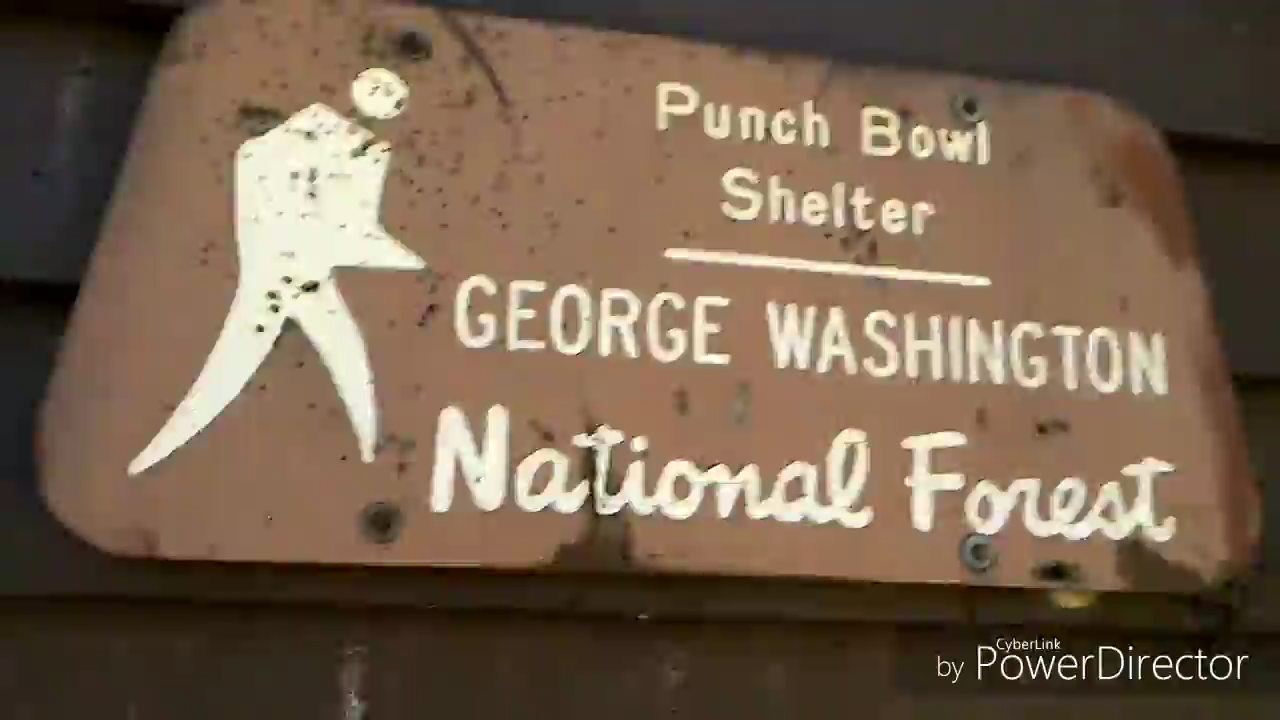 Punch Bowl
Shelter
GEORGE WASHINGTON
National Forest
CyberLink
by PowerDirector